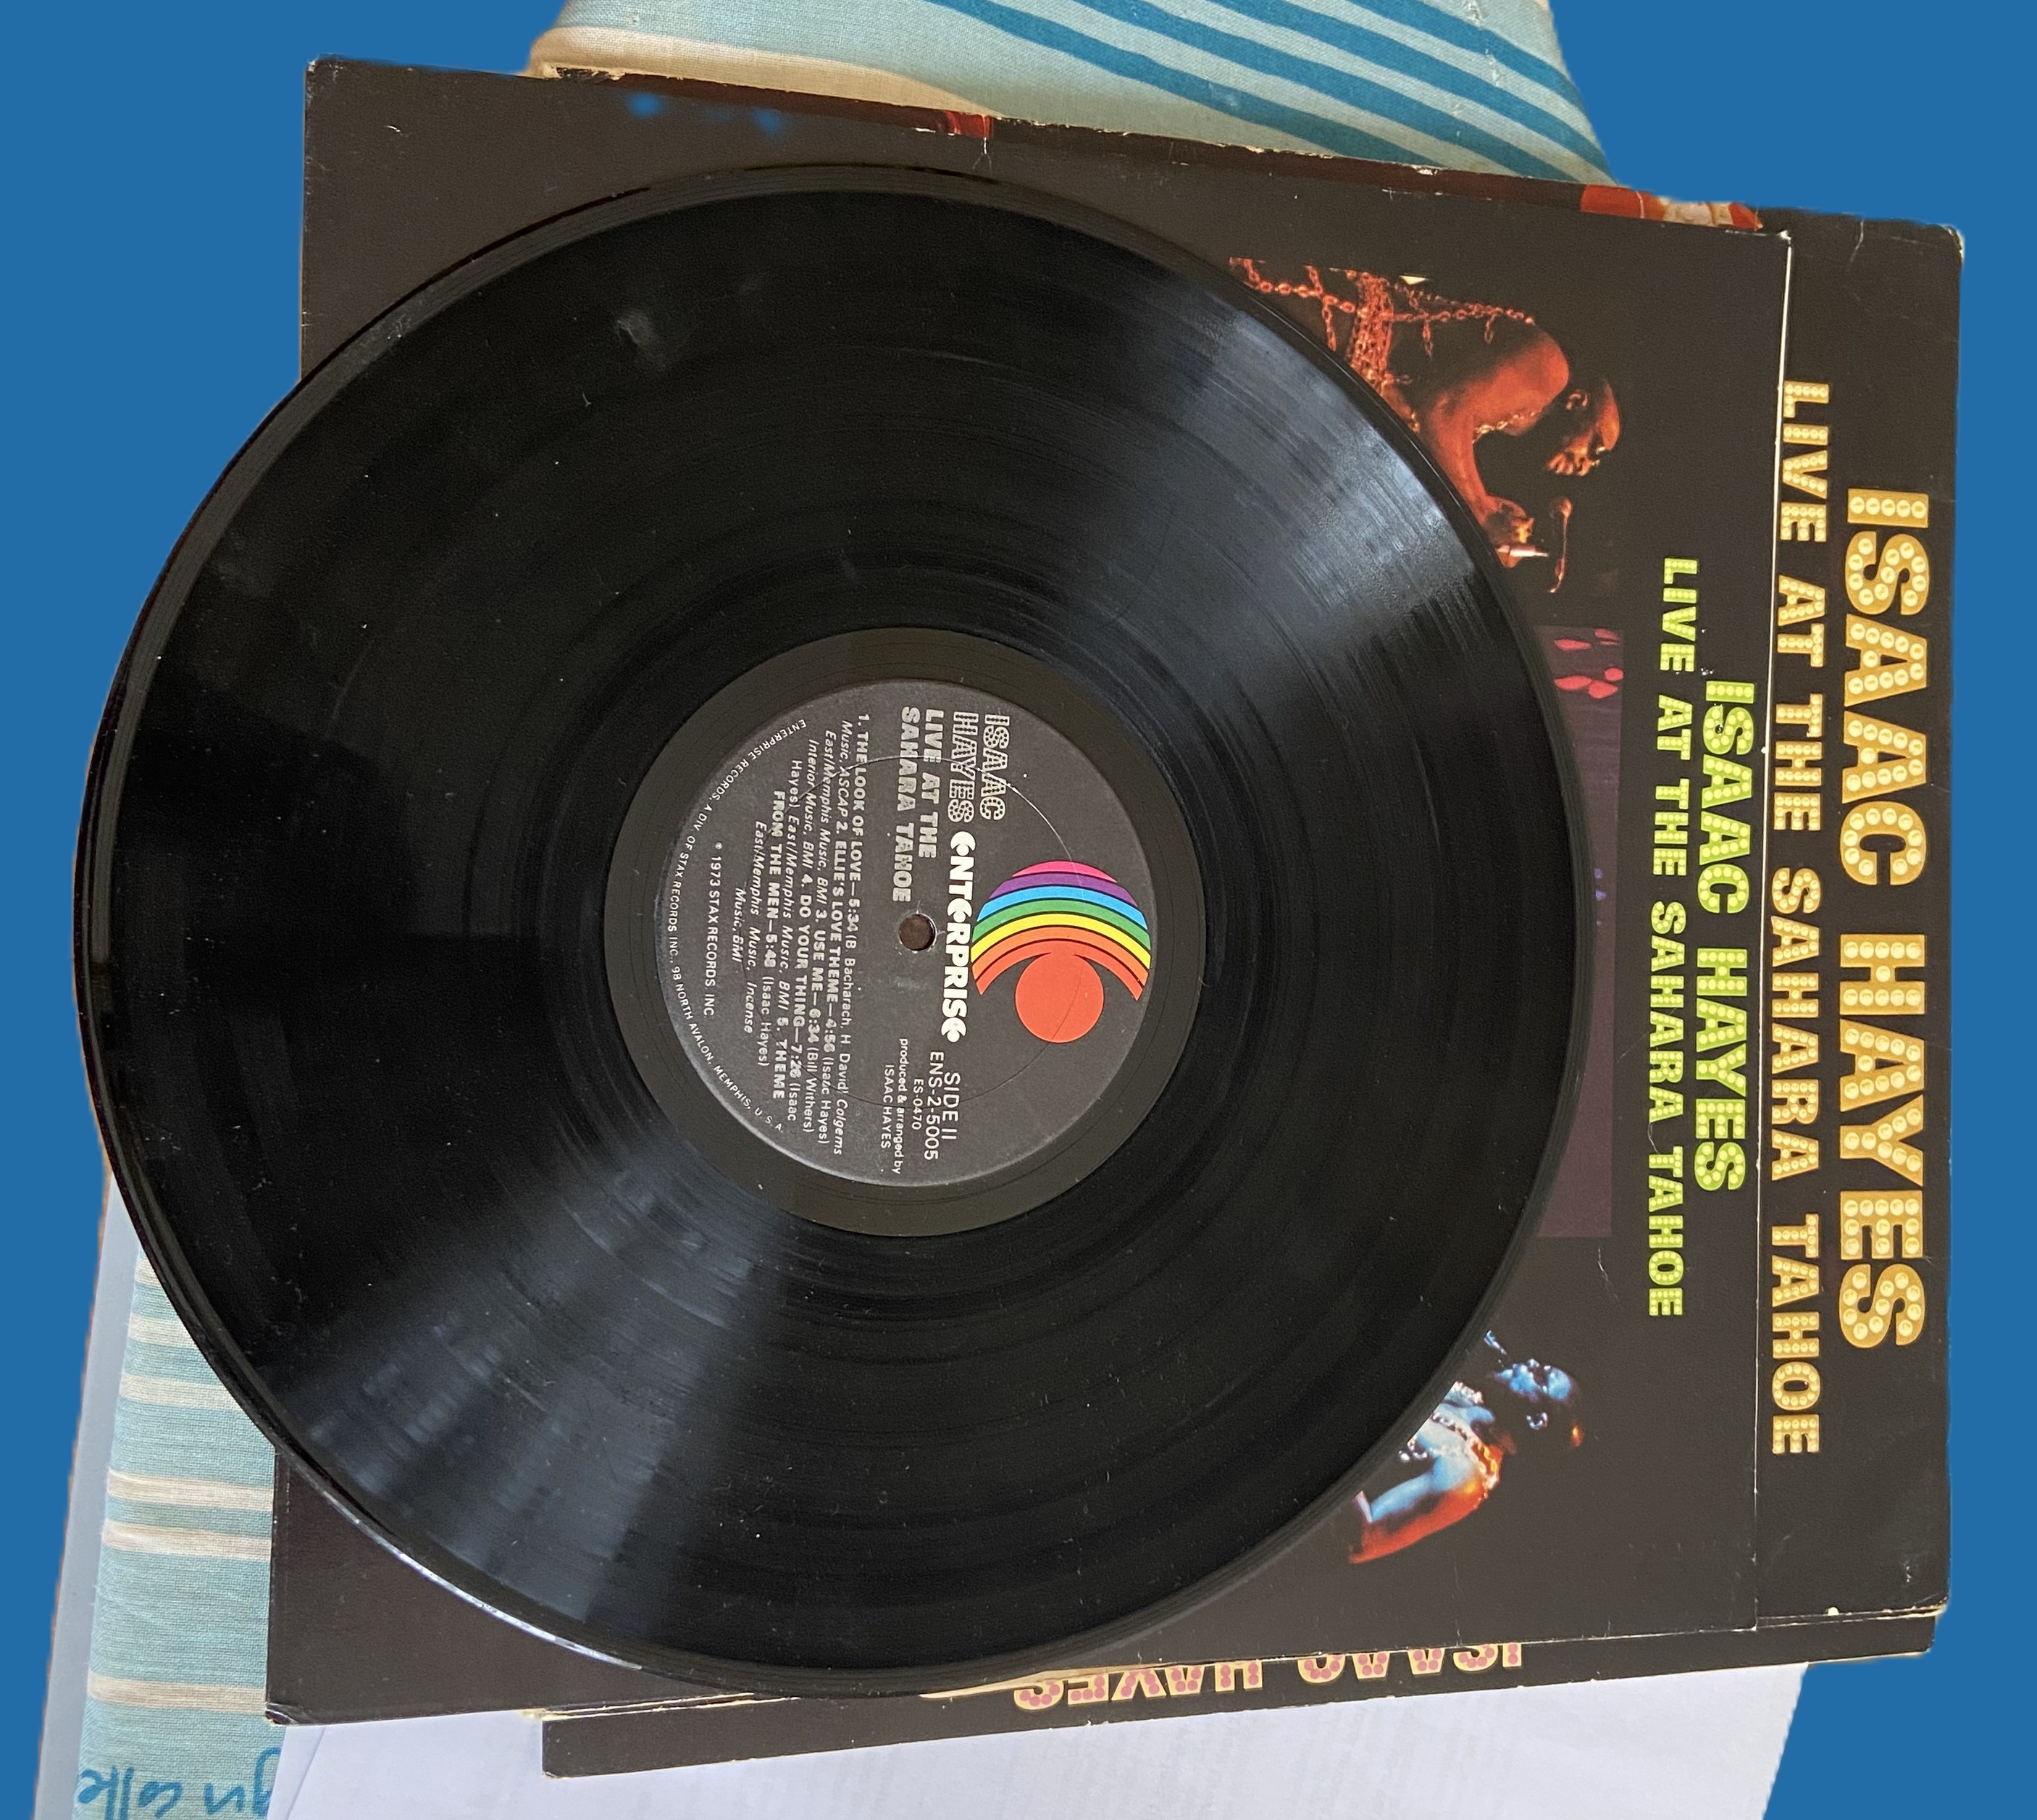 ISAAC HAYES
LIVE AT THE SAHARA TAHOE
ISAAC HAYES
LIVE AT THE SAHARA TAHOE
ISAAC
HAYES
LIVE AT THE
SAHARA TAHOE
ENTERPRISE
SIDE II
ENS-2-5005
ES-0470
produced & arranged by
ISAAC HAYES
1. THE LOOK OF LOVE—5:34 (B. Bacharach, H. David) Colgems
Music, ASCAP 2. ELLIE'S LOVE THEME—4:56 (Isaac Hayes)
East/Memphis Music, BMI 3. USE ME—6:34 (Bill Withers)
Interior Music, BMI 4. DO YOUR THING—7:26 (Isaac
Hayes) East/Memphis Music, BMI 5. THEME
FROM THE MEN—5:48 (Isaac Hayes)
East/Memphis Music, Incense
Music, BMI
℗ 1973 STAX RECORDS, INC.
ENTERPRISE RECORDS, A DIV. OF STAX RECORDS, INC., 98 NORTH AVALON, MEMPHIS, U.S.A.
ISAAC HAYES